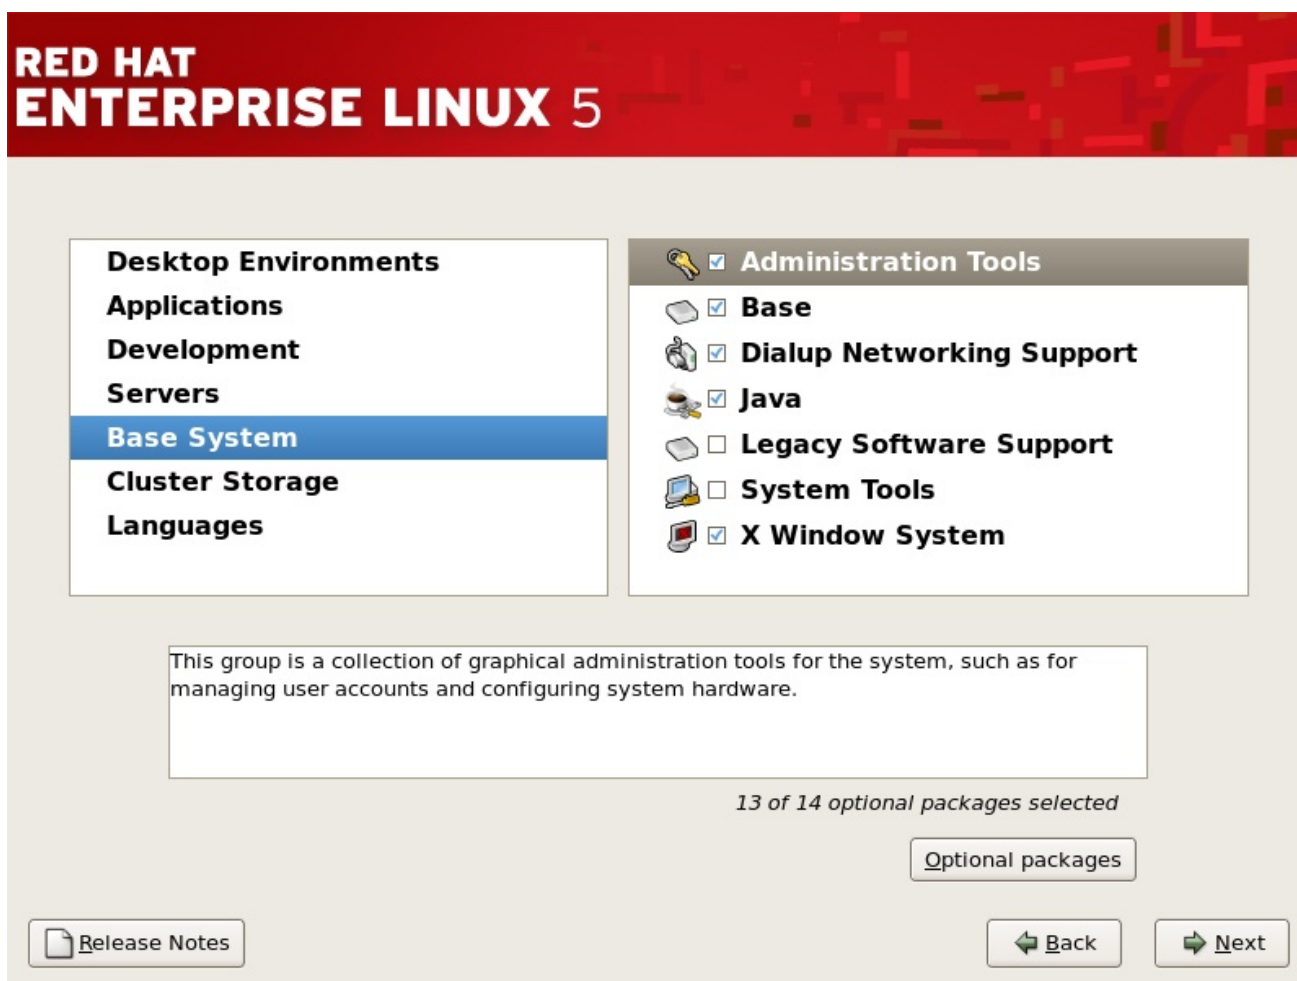 RED HAT
ENTERPRISE LINUX 5
Desktop Environments
Applications
Development
Servers
Base System
Cluster Storage
Languages
Administration Tools
Base
Dialup Networking Support
Java
Legacy Software Support
System Tools
X Window System
This group is a collection of graphical administration tools for the system, such as for
managing user accounts and configuring system hardware.
13 of 14 optional packages selected
Optional packages
Release Notes
Back
Next